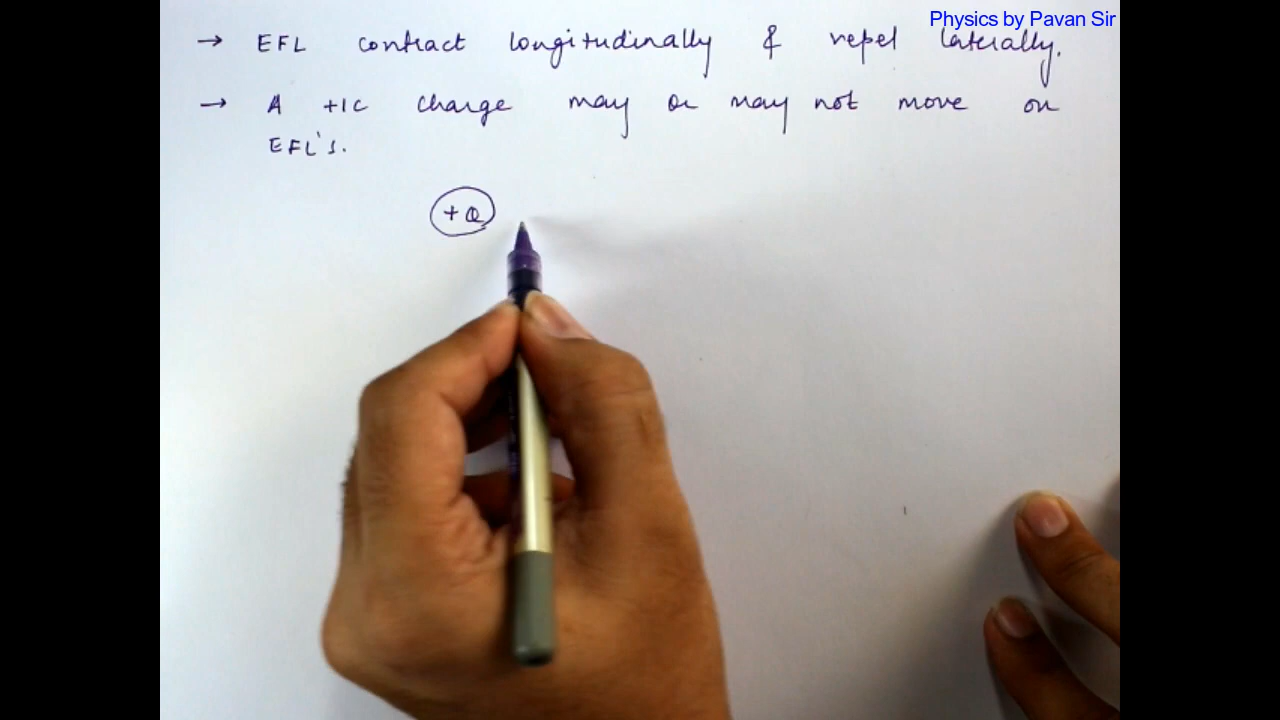 Physics by Pavan Sir
→ EFL contract longitudinally & repel laterally.
→ A +1C charge may or may not move on
EFL's.
+Q